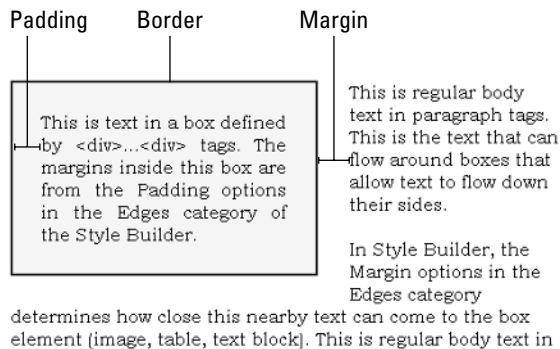 Padding Border Margin
This is text in a box defined
by <div>...<div> tags. The
margins inside this box are
from the Padding options
in the Edges category of
the Style Builder.
This is regular body
text in paragraph tags.
This is the text that can
flow around boxes that
allow text to flow down
their sides.
In Style Builder, the
Margin options in the
Edges category
determines how close this nearby text can come to the box
element (image, table, text block). This is regular body text in